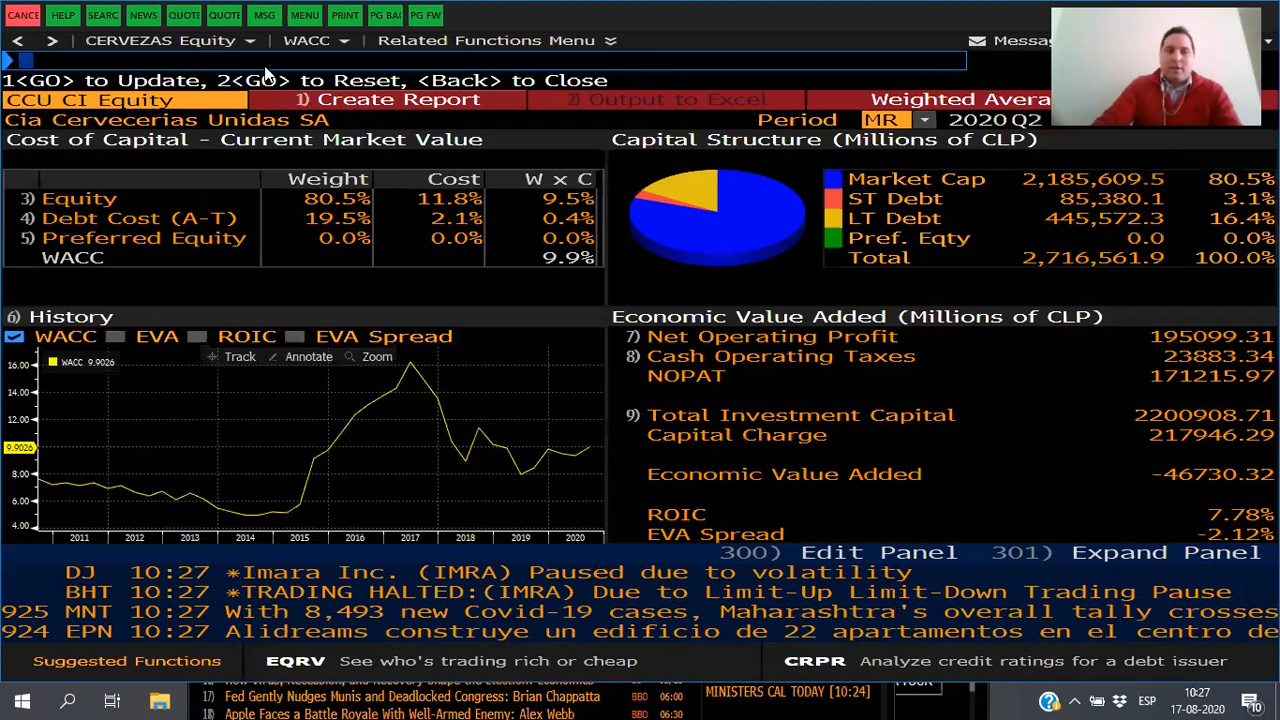 CANCE HELP SEARC NEWS QUOTE QUOTE MSG MENU PRINT PG BAC PG FW
< > CERVEZAS Equity WACC Related Functions Menu Messa
1<GO> to Update, 2<GO> to Reset, <Back> to Close
CCU CI Equity 1) Create Report 2) Output to Excel Weighted Avera
Cia Cervecerias Unidas SA Period MR 2020 Q2
Cost of Capital - Current Market Value
Weight Cost W x C
3) Equity 80.5% 11.8% 9.5%
4) Debt Cost (A-T) 19.5% 2.1% 0.4%
5) Preferred Equity 0.0% 0.0% 0.0%
WACC 9.9%
Capital Structure (Millions of CLP)
Market Cap 2,185,609.5 80.5%
ST Debt 85,380.1 3.1%
LT Debt 445,572.3 16.4%
Pref. Eqty 0.0 0.0%
Total 2,716,561.9 100.0%
6) History
WACC EVA ROIC EVA Spread
Track Annotate Zoom
WACC 9.9026
16.00
14.00
12.00
9.9026
8.00
6.00
4.00
2011 2012 2013 2014 2015 2016 2017 2018 2019 2020
Economic Value Added (Millions of CLP)
7) Net Operating Profit 195099.31
8) Cash Operating Taxes 23883.34
NOPAT 171215.97
9) Total Investment Capital 2200908.71
Capital Charge 217946.29
Economic Value Added -46730.32
ROIC 7.78%
EVA Spread -2.12%
300) Edit Panel 301) Expand Panel
DJ 10:27 *Imara Inc. (IMRA) Paused due to volatility
BHT 10:27 *TRADING HALTED:(IMRA) Due to Limit-Up Limit-Down Trading Pause
925 MNT 10:27 With 8,493 new Covid-19 cases, Maharashtra's overall tally crosses
924 EPN 10:27 Alidreams construye un edificio de 22 apartamentos en el centro de
Suggested Functions EQRV See who's trading rich or cheap CRPR Analyze credit ratings for a debt issuer
17) Fed Gently Nudges Munis and Deadlocked Congress: Brian Chappatta BBO 06:00
18) Apple Faces a Battle Royale With Well-Armed Enemy: Alex Webb BBO 06:30
MINISTERS CAL TODAY [10:24]
ESP
10:27
17-08-2020
10